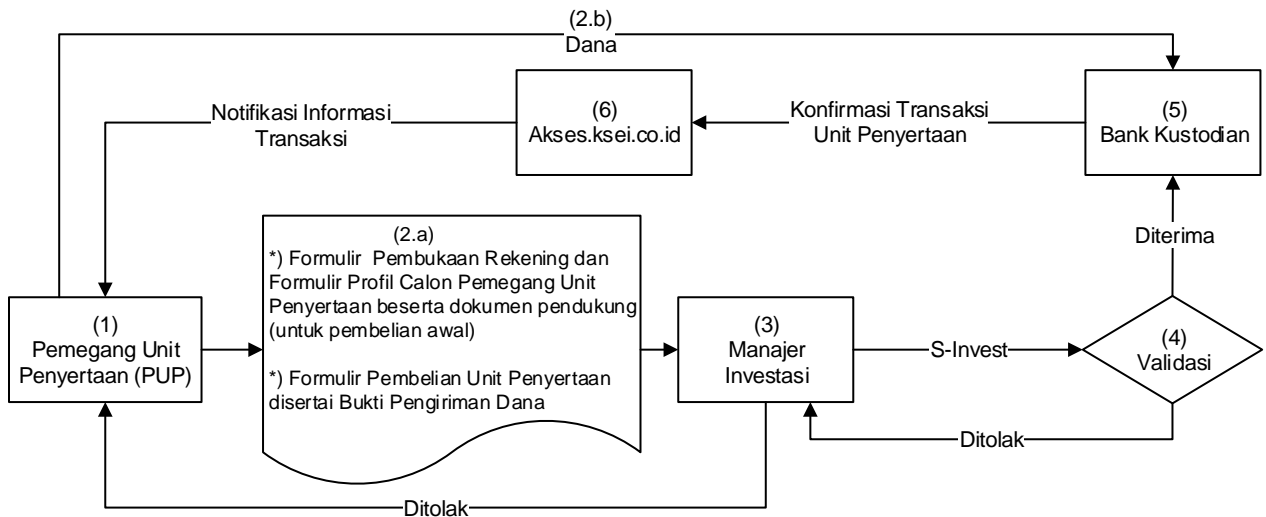 (2.b)
Dana
(6)
Akses.ksei.co.id
Notifikasi Informasi
Transaksi
Konfirmasi Transaksi
Unit Penyertaan
(5)
Bank Kustodian
Diterima
(1)
Pemegang Unit
Penyertaan (PUP)
(2.a)
*) Formulir Pembukaan Rekening dan
Formulir Profil Calon Pemegang Unit
Penyertaan beserta dokumen pendukung
(untuk pembelian awal)
*) Formulir Pembelian Unit Penyertaan
disertai Bukti Pengiriman Dana
(3)
Manajer
Investasi
S-Invest
(4)
Validasi
Ditolak
Ditolak